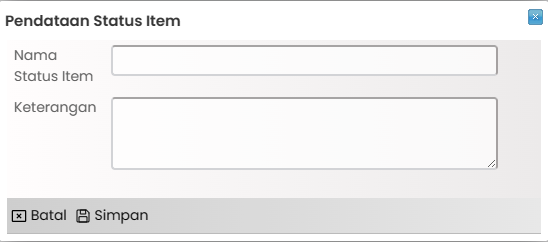 Pendataan Status Item
Nama
Status Item
Keterangan
Batal Simpan